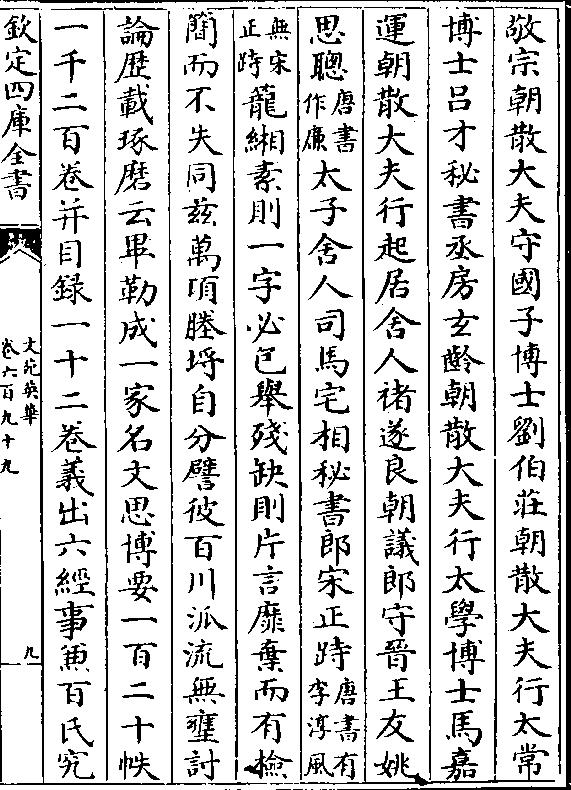 敬宗朝散大夫守國子博士劉伯莊朝散大夫行太常
博士吕才秘書丞房玄齡朝散大夫行太學博士馬嘉
運朝散大夫行起居舍人褚遂良朝議郎守晉王友姚
思聰唐書作廉太子舍人司馬宅相秘書郎宋正跱唐書有李淳風
無宋正跱籠緗素則一字必包舉殘缺則片言靡棄而有檢
簡而不失同兹萬頃塍埒自分譬彼百川派流無壅討
論歴載琢磨云畢勒成一家名文思博要一百二十帙
一千二百卷并目録一十二卷義出六經事兼百氏究
欽定四庫全書
文苑英華
卷六百九十九
九